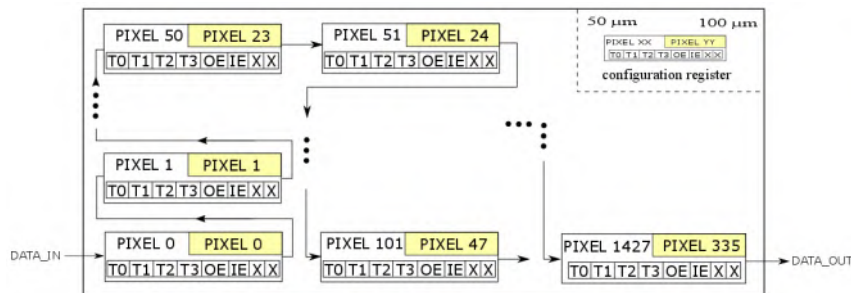 50 µm 100 µm
PIXEL XX PIXEL YY
T0 T1 T2 T3 OE IE X X
configuration register
PIXEL 50 PIXEL 23
T0 T1 T2 T3 OE IE X X
PIXEL 51 PIXEL 24
T0 T1 T2 T3 OE IE X X
PIXEL 1 PIXEL 1
T0 T1 T2 T3 OE IE X X
DATA_IN
PIXEL 0 PIXEL 0
T0 T1 T2 T3 OE IE X X
PIXEL 101 PIXEL 47
T0 T1 T2 T3 OE IE X X
PIXEL 1427 PIXEL 335
T0 T1 T2 T3 OE IE X X
DATA_OUT